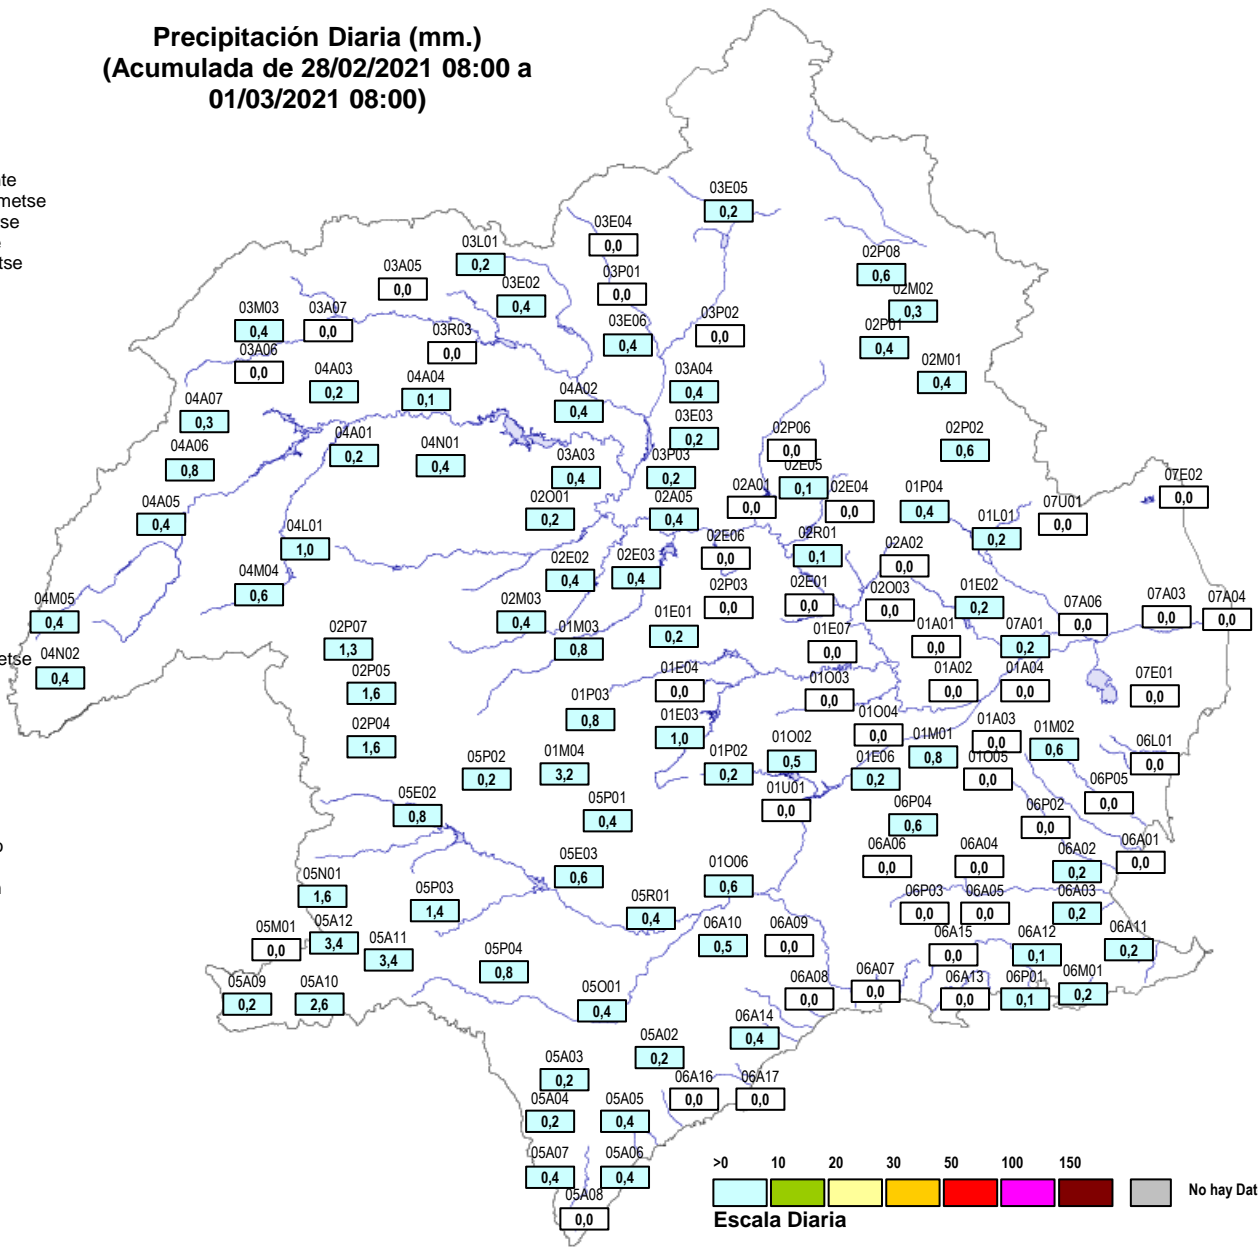 Precipitación Diaria (mm.)
(Acumulada de 28/02/2021 08:00 a
01/03/2021 08:00)
nte
metse
se
e
tse
etse
o
n
03E05
0,2
03E04
0,0
03L01
0,2
02P08
0,6
03A05
0,0
03P01
0,0
03E02
0,4
02M02
0,3
03M03
0,4
03A07
0,0
03P02
0,0
03E06
0,4
03R03
0,0
02P01
0,4
03A06
0,0
02M01
0,4
04A03
0,2
04A04
0,1
03A04
0,4
04A02
0,4
04A07
0,3
03E03
0,2
04A01
0,2
04N01
0,4
02P06
0,0
02P02
0,6
04A06
0,8
03A03
0,4
03P03
0,2
02E05
0,1
07E02
0,0
02A01
0,0
02E04
0,0
01P04
0,4
04A05
0,4
02O01
0,2
02A05
0,4
07U01
0,0
01L01
0,2
04L01
1,0
02E06
0,0
02R01
0,1
02A02
0,0
02E02
0,4
02E03
0,4
04M04
0,6
02P03
0,0
02E01
0,0
02O03
0,0
01E02
0,2
07A03
0,0
07A04
0,0
04M05
0,4
02M03
0,4
01E01
0,2
07A06
0,0
02P07
1,3
01M03
0,8
01E07
0,0
01A01
0,0
07A01
0,2
04N02
0,4
02P05
1,6
01E04
0,0
01O03
0,0
01A02
0,0
01A04
0,0
07E01
0,0
01P03
0,8
02P04
1,6
01E03
1,0
01O04
0,0
01A03
0,0
01M02
0,6
01M01
0,8
01O02
0,5
06L01
0,0
05P02
0,2
01M04
3,2
01P02
0,2
01E06
0,2
01O05
0,0
05E02
0,8
05P01
0,4
01U01
0,0
06P05
0,0
06P04
0,6
06P02
0,0
05E03
0,6
06A06
0,0
06A04
0,0
06A02
0,2
06A01
0,0
05N01
1,6
05P03
1,4
01O06
0,6
05R01
0,4
06P03
0,0
06A05
0,0
06A03
0,2
05M01
0,0
05A12
3,4
05A11
3,4
06A10
0,5
06A09
0,0
06A15
0,0
06A12
0,1
06A11
0,2
05P04
0,8
05A09
0,2
05A10
2,6
05O01
0,4
06A08
0,0
06A07
0,0
06A13
0,0
06P01
0,1
06M01
0,2
06A14
0,4
05A02
0,2
05A03
0,2
06A16
0,0
06A17
0,0
05A04
0,2
05A05
0,4
05A07
0,4
05A06
0,4
05A08
0,0
>0 10 20 30 50 100 150
No hay Dat
Escala Diaria